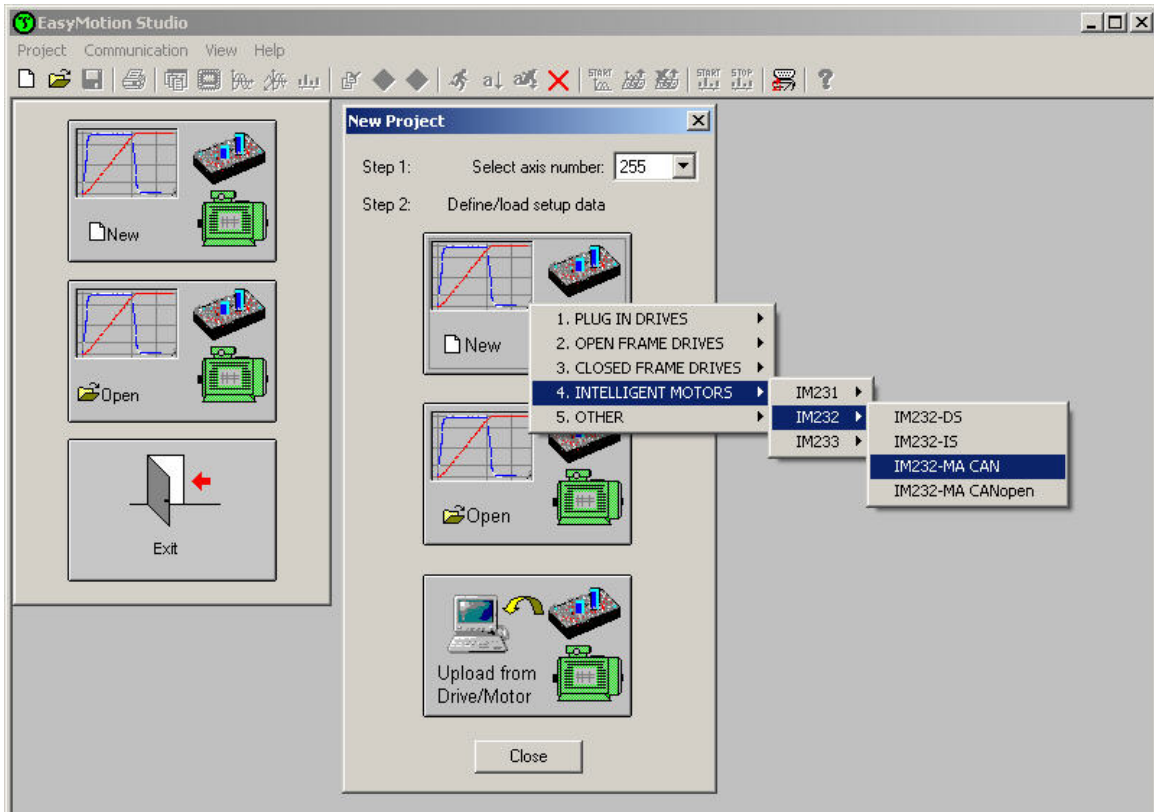 EasyMotion Studio
Project Communication View Help
START START STOP
New
Open
Exit
New Project
Step 1: Select axis number: 255
Step 2: Define/load setup data
New
Open
Upload from
Drive/Motor
Close
1. PLUG IN DRIVES
2. OPEN FRAME DRIVES
3. CLOSED FRAME DRIVES
4. INTELLIGENT MOTORS
5. OTHER
IM231
IM232
IM233
IM232-DS
IM232-IS
IM232-MA CAN
IM232-MA CANopen